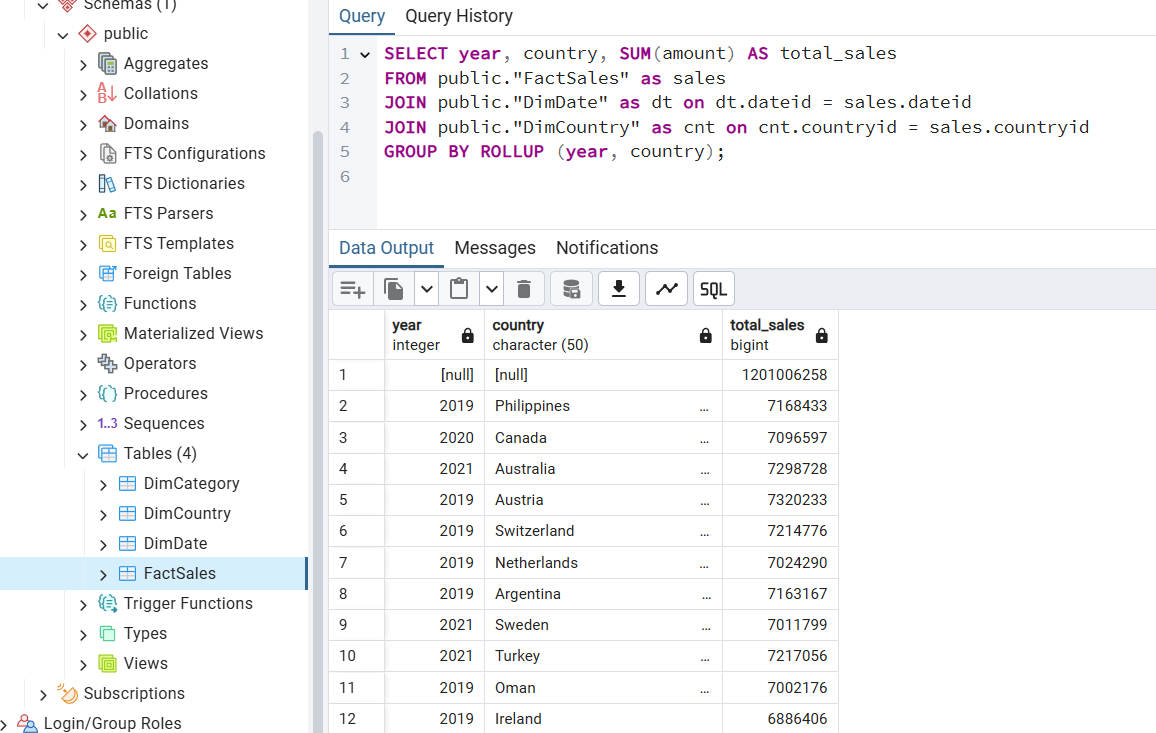 Schemas (1)
public
Aggregates
Collations
Domains
FTS Configurations
FTS Dictionaries
Aa FTS Parsers
FTS Templates
Foreign Tables
Functions
Materialized Views
Operators
Procedures
1..3 Sequences
Tables (4)
DimCategory
DimCountry
DimDate
FactSales
Trigger Functions
Types
Views
Subscriptions
Login/Group Roles
Query Query History
1 SELECT year, country, SUM(amount) AS total_sales
2 FROM public."FactSales" as sales
3 JOIN public."DimDate" as dt on dt.dateid = sales.dateid
4 JOIN public."DimCountry" as cnt on cnt.countryid = sales.countryid
5 GROUP BY ROLLUP (year, country);
6
Data Output Messages Notifications
SQL
year country total_sales
integer character (50) bigint
1 [null] [null] 1201006258
2 2019 Philippines ... 7168433
3 2020 Canada ... 7096597
4 2021 Australia ... 7298728
5 2019 Austria ... 7320233
6 2019 Switzerland ... 7214776
7 2019 Netherlands ... 7024290
8 2019 Argentina ... 7163167
9 2021 Sweden ... 7011799
10 2021 Turkey ... 7217056
11 2019 Oman ... 7002176
12 2019 Ireland ... 6886406